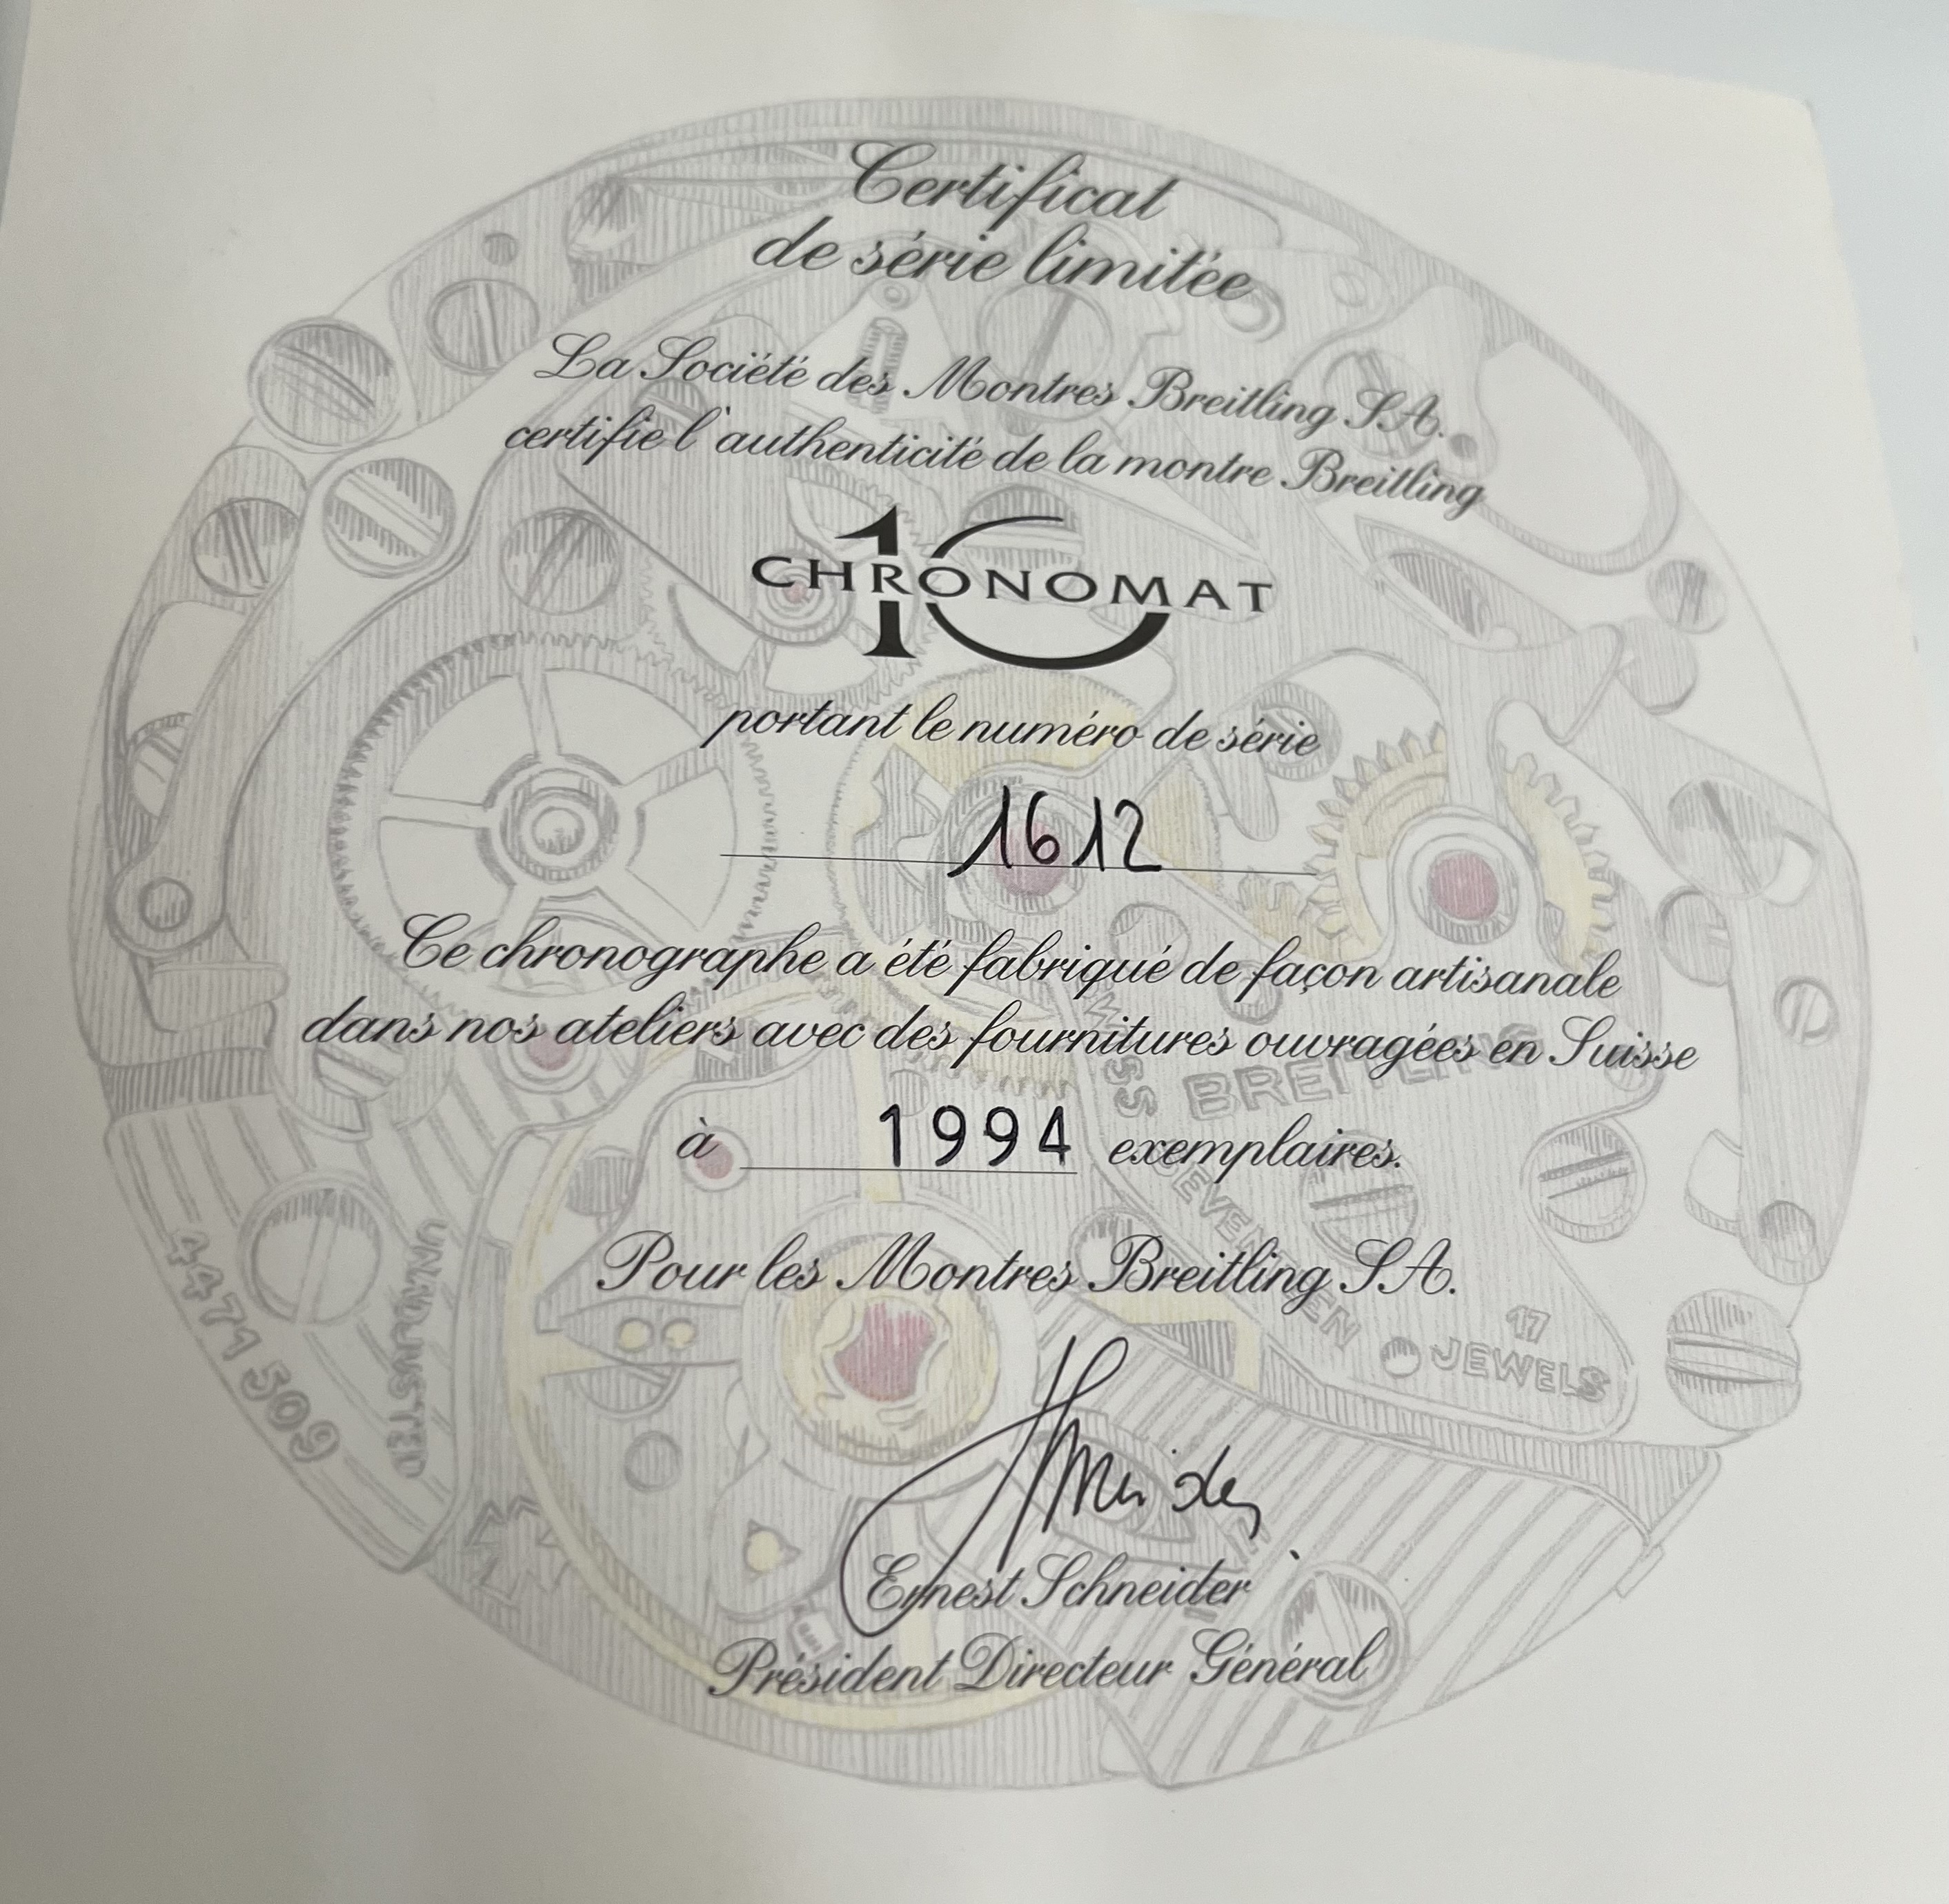 Certificat
de série limitée
La Société des Montres Breitling S.A.
certifie l'authenticité de la montre Breitling
10
CHRONOMAT
portant le numéro de série
1612
Ce chronographe a été fabriqué de façon artisanale
dans nos ateliers avec des fournitures ouvragées en Suisse
à 1994 exemplaires.
BREITLING
SWISS
SEVENTEEN
17
JEWELS
4471 509
UNADJUSTED
Pour les Montres Breitling S.A.
Ernest Schneider
Président Directeur Général